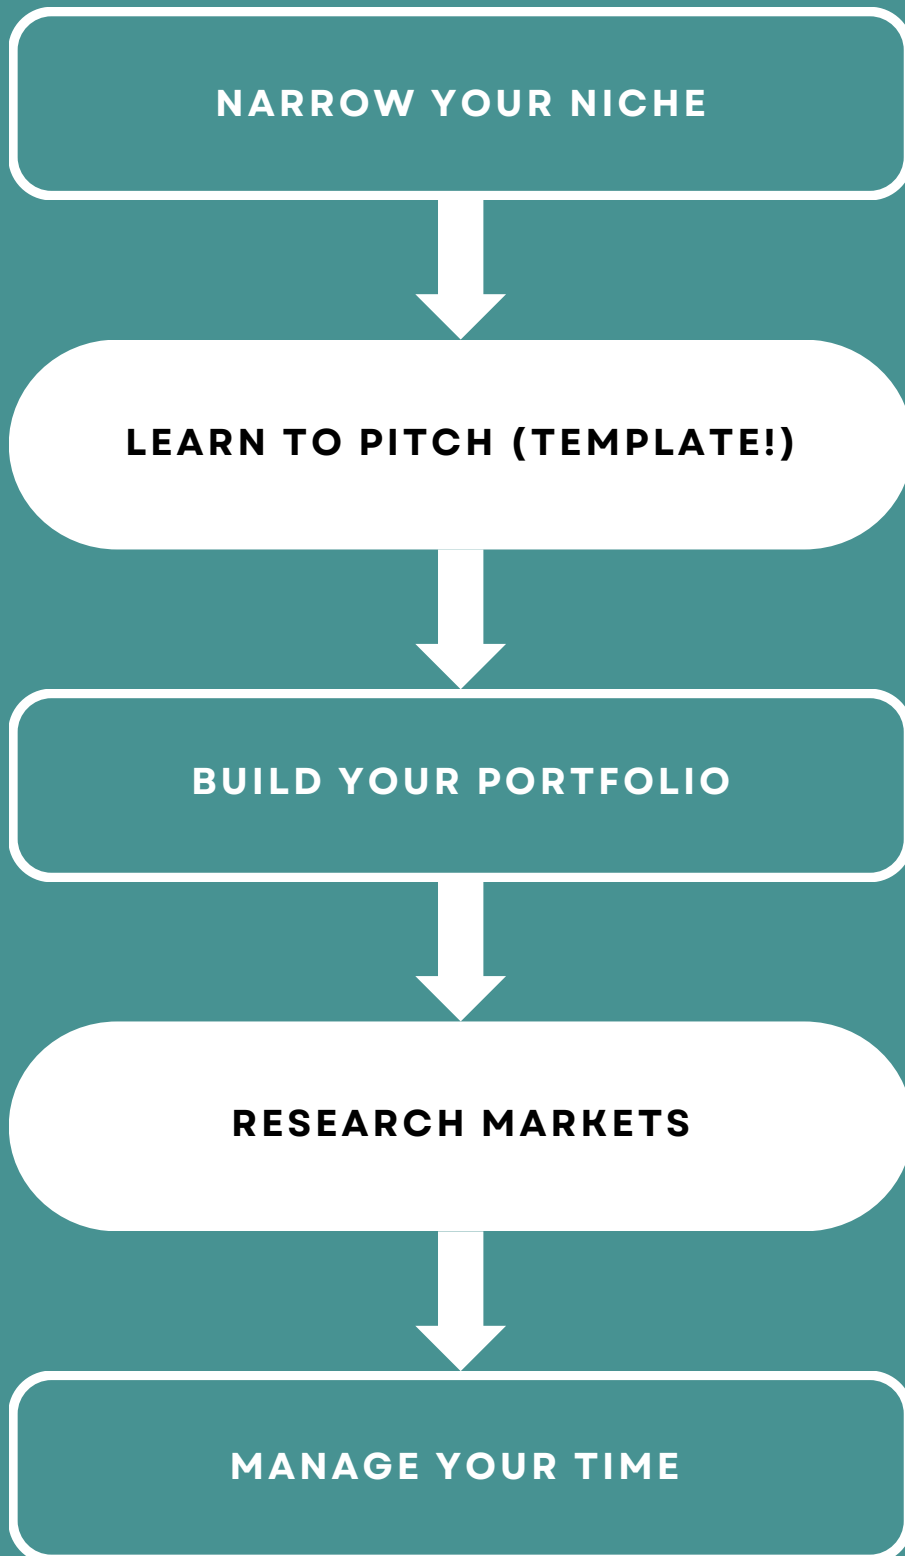 NARROW YOUR NICHE
LEARN TO PITCH (TEMPLATE!)
BUILD YOUR PORTFOLIO
RESEARCH MARKETS
MANAGE YOUR TIME